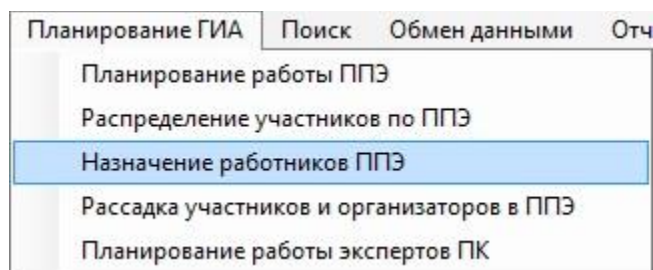 Планирование ГИА Поиск Обмен данными Отч
Планирование работы ППЭ
Распределение участников по ППЭ
Назначение работников ППЭ
Рассадка участников и организаторов в ППЭ
Планирование работы экспертов ПК